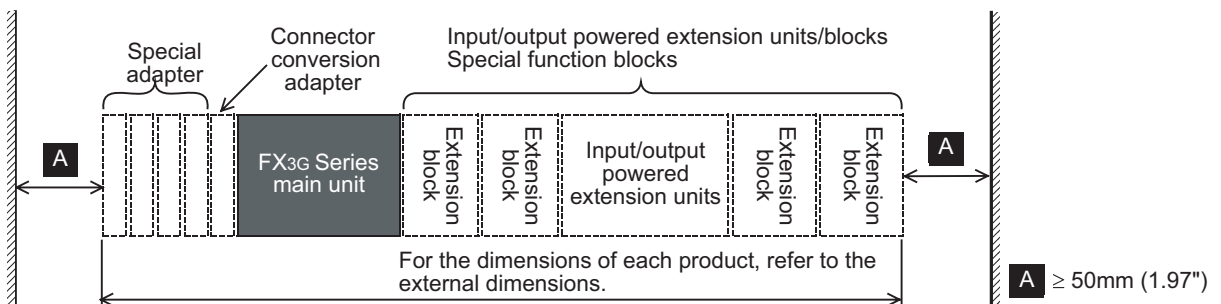 Special
adapter
Connector
conversion
adapter
Input/output powered extension units/blocks
Special function blocks
A
FX3G Series
main unit
Extension
block
Extension
block
Input/output
powered
extension units
Extension
block
Extension
block
A
For the dimensions of each product, refer to the
external dimensions.
A ≥ 50mm (1.97")